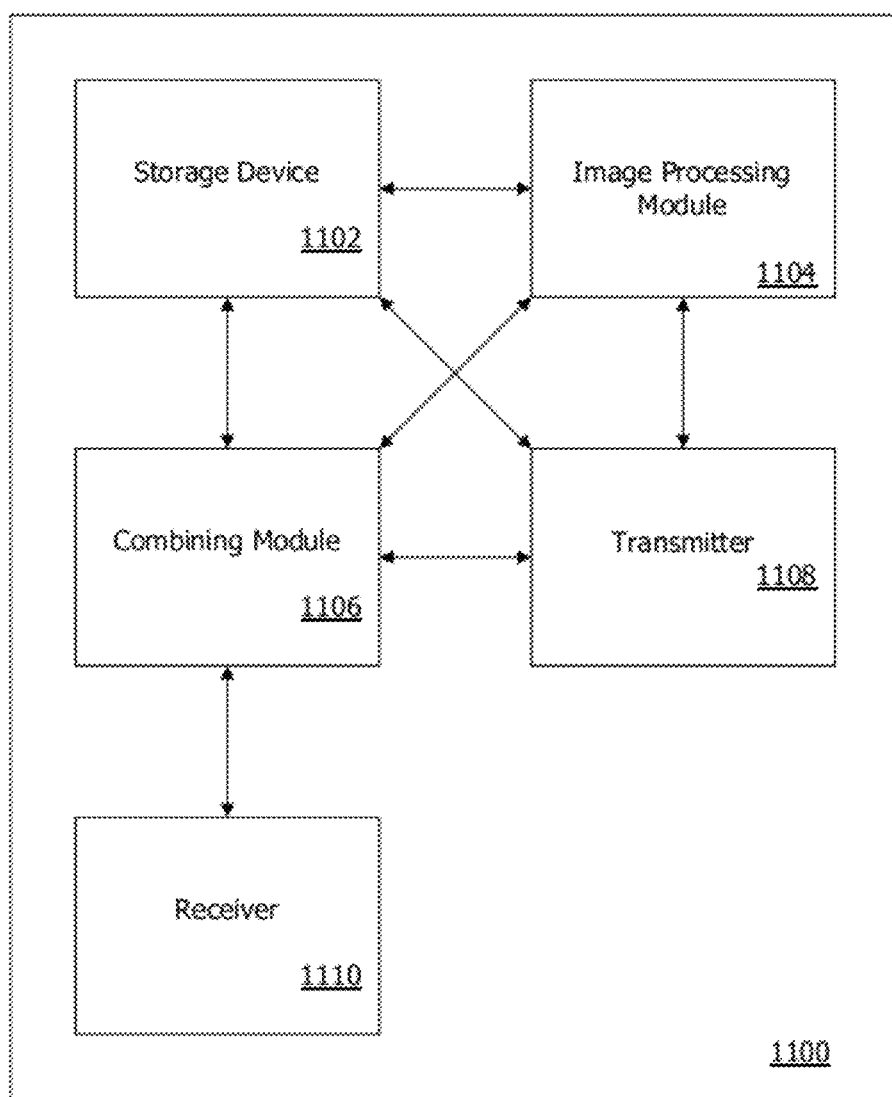 Storage Device
1102
Image Processing
Module
1104
Combining Module
1106
Transmitter
1108
Receiver
1110
1100